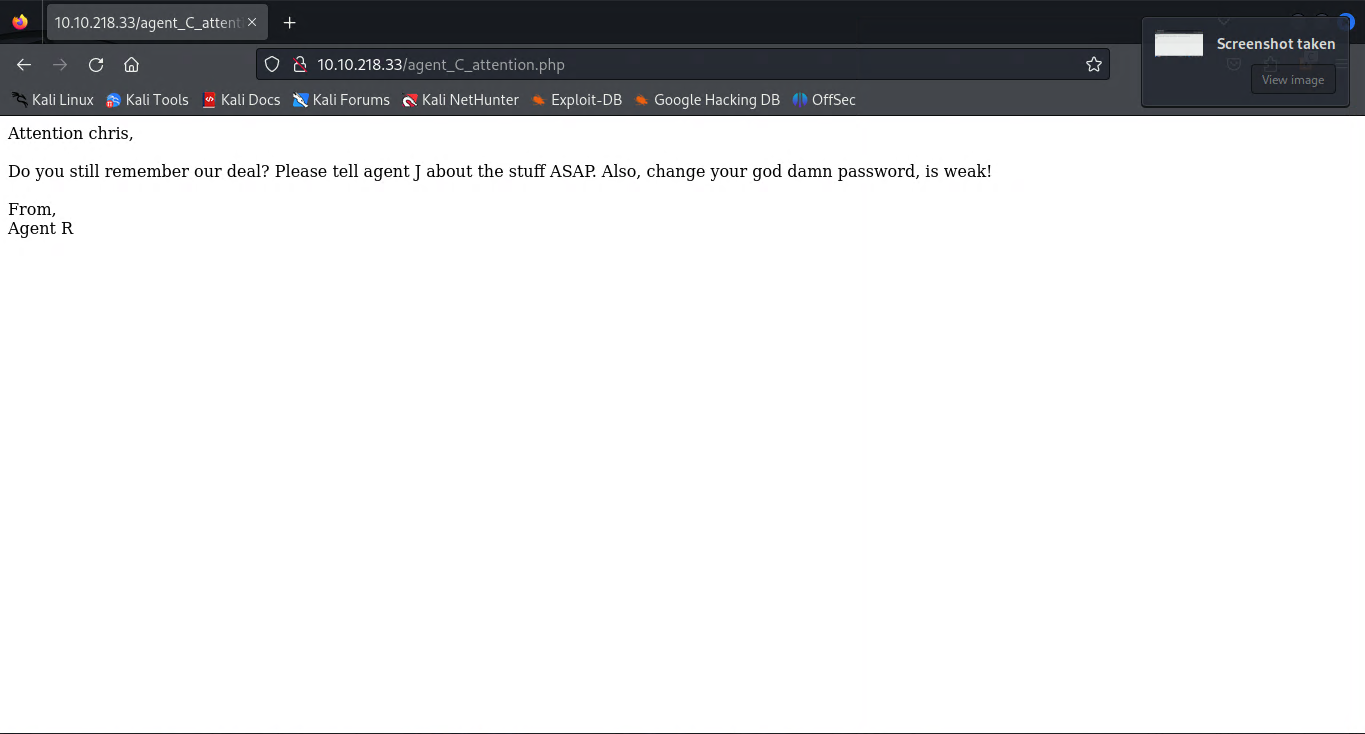 10.10.218.33/agent_C_attent
Screenshot taken
10.10.218.33/agent_C_attention.php
View image
Kali Linux Kali Tools Kali Docs Kali Forums Kali NetHunter Exploit-DB Google Hacking DB OffSec
Attention chris,
Do you still remember our deal? Please tell agent J about the stuff ASAP. Also, change your god damn password, is weak!
From,
Agent R